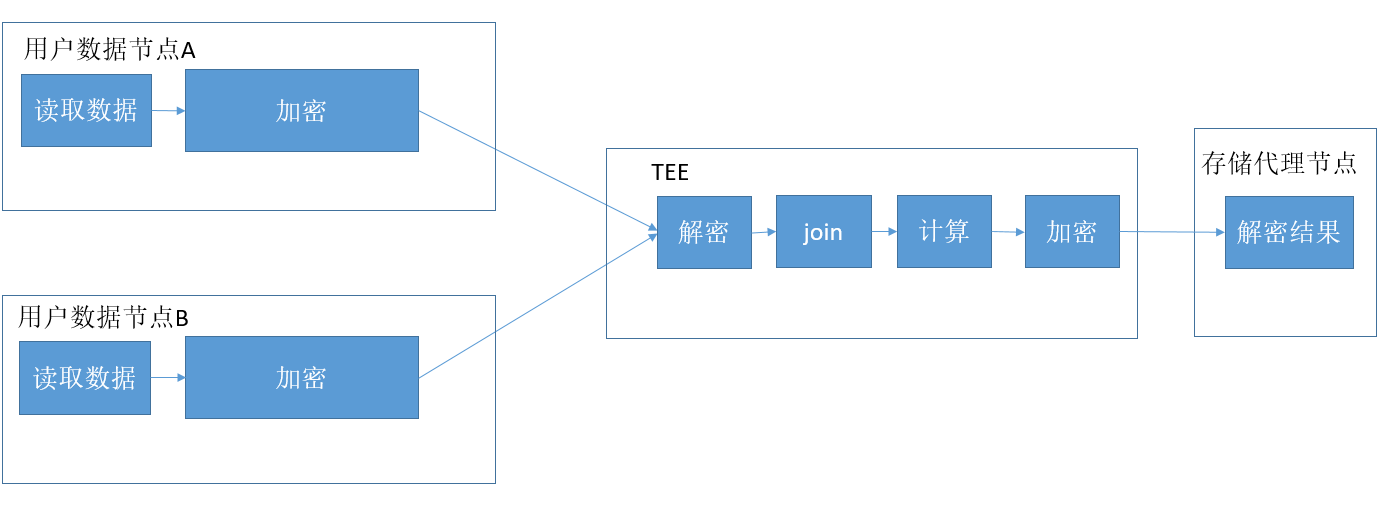 用户数据节点A
读取数据
加密
用户数据节点B
读取数据
加密
TEE
解密
join
计算
加密
存储代理节点
解密结果